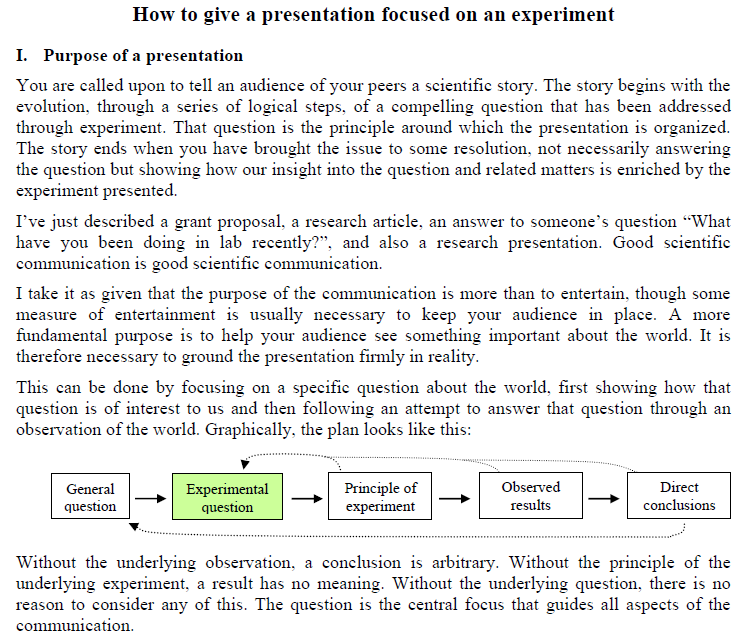 How to give a presentation focused on an experiment
I. Purpose of a presentation
You are called upon to tell an audience of your peers a scientific story. The story begins with the
evolution, through a series of logical steps, of a compelling question that has been addressed
through experiment. That question is the principle around which the presentation is organized.
The story ends when you have brought the issue to some resolution, not necessarily answering
the question but showing how our insight into the question and related matters is enriched by the
experiment presented.
I’ve just described a grant proposal, a research article, an answer to someone’s question “What
have you been doing in lab recently?”, and also a research presentation. Good scientific
communication is good scientific communication.
I take it as given that the purpose of the communication is more than to entertain, though some
measure of entertainment is usually necessary to keep your audience in place. A more
fundamental purpose is to help your audience see something important about the world. It is
therefore necessary to ground the presentation firmly in reality.
This can be done by focusing on a specific question about the world, first showing how that
question is of interest to us and then following an attempt to answer that question through an
observation of the world. Graphically, the plan looks like this:
General
question
Experimental
question
Principle of
experiment
Observed
results
Direct
conclusions
Without the underlying observation, a conclusion is arbitrary. Without the principle of the
underlying experiment, a result has no meaning. Without the underlying question, there is no
reason to consider any of this. The question is the central focus that guides all aspects of the
communication.